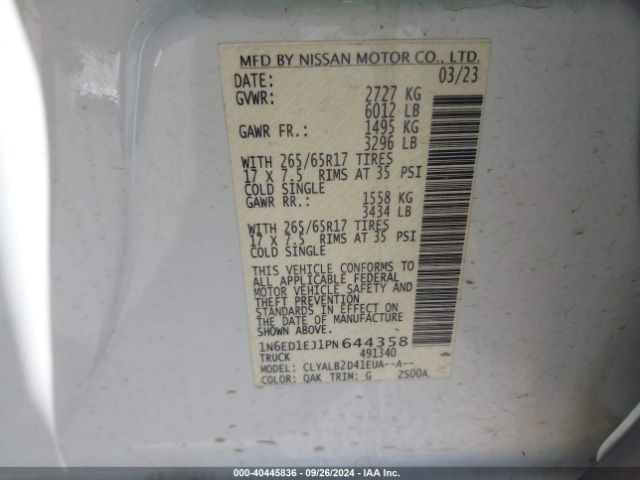 MFD BY NISSAN MOTOR CO., LTD.
DATE: 03/23
GVWR: 2727 KG
6012 LB
GAWR FR.: 1495 KG
3296 LB
WITH 265/65R17 TIRES
17 X 7.5 RIMS AT 35 PSI
COLD SINGLE
GAWR RR.: 1558 KG
3434 LB
WITH 265/65R17 TIRES
17 X 7.5 RIMS AT 35 PSI
COLD SINGLE
THIS VEHICLE CONFORMS TO
ALL APPLICABLE FEDERAL
MOTOR VEHICLE SAFETY AND
THEFT PREVENTION
STANDARDS IN EFFECT ON
THE DATE OF MANUFACTURE
SHOWN ABOVE.
1N6ED1EJ1PN644358
TRUCK 491340
MODEL: CLYALB2D41EUA--A--
COLOR: QAK TRIM: G ZS00A
000-40445836 - 09/26/2024 - IAA Inc.